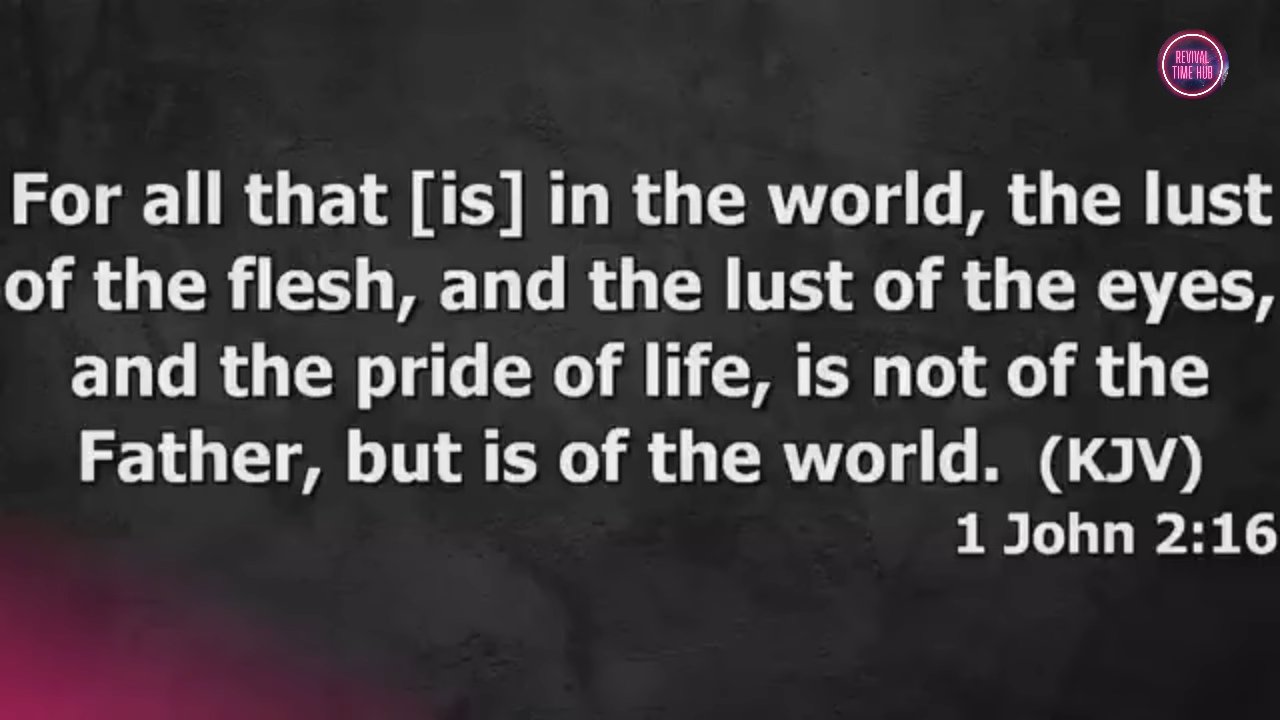 REVIVAL
TIME HUB
For all that [is] in the world, the lust
of the flesh, and the lust of the eyes,
and the pride of life, is not of the
Father, but is of the world. (KJV)
1 John 2:16